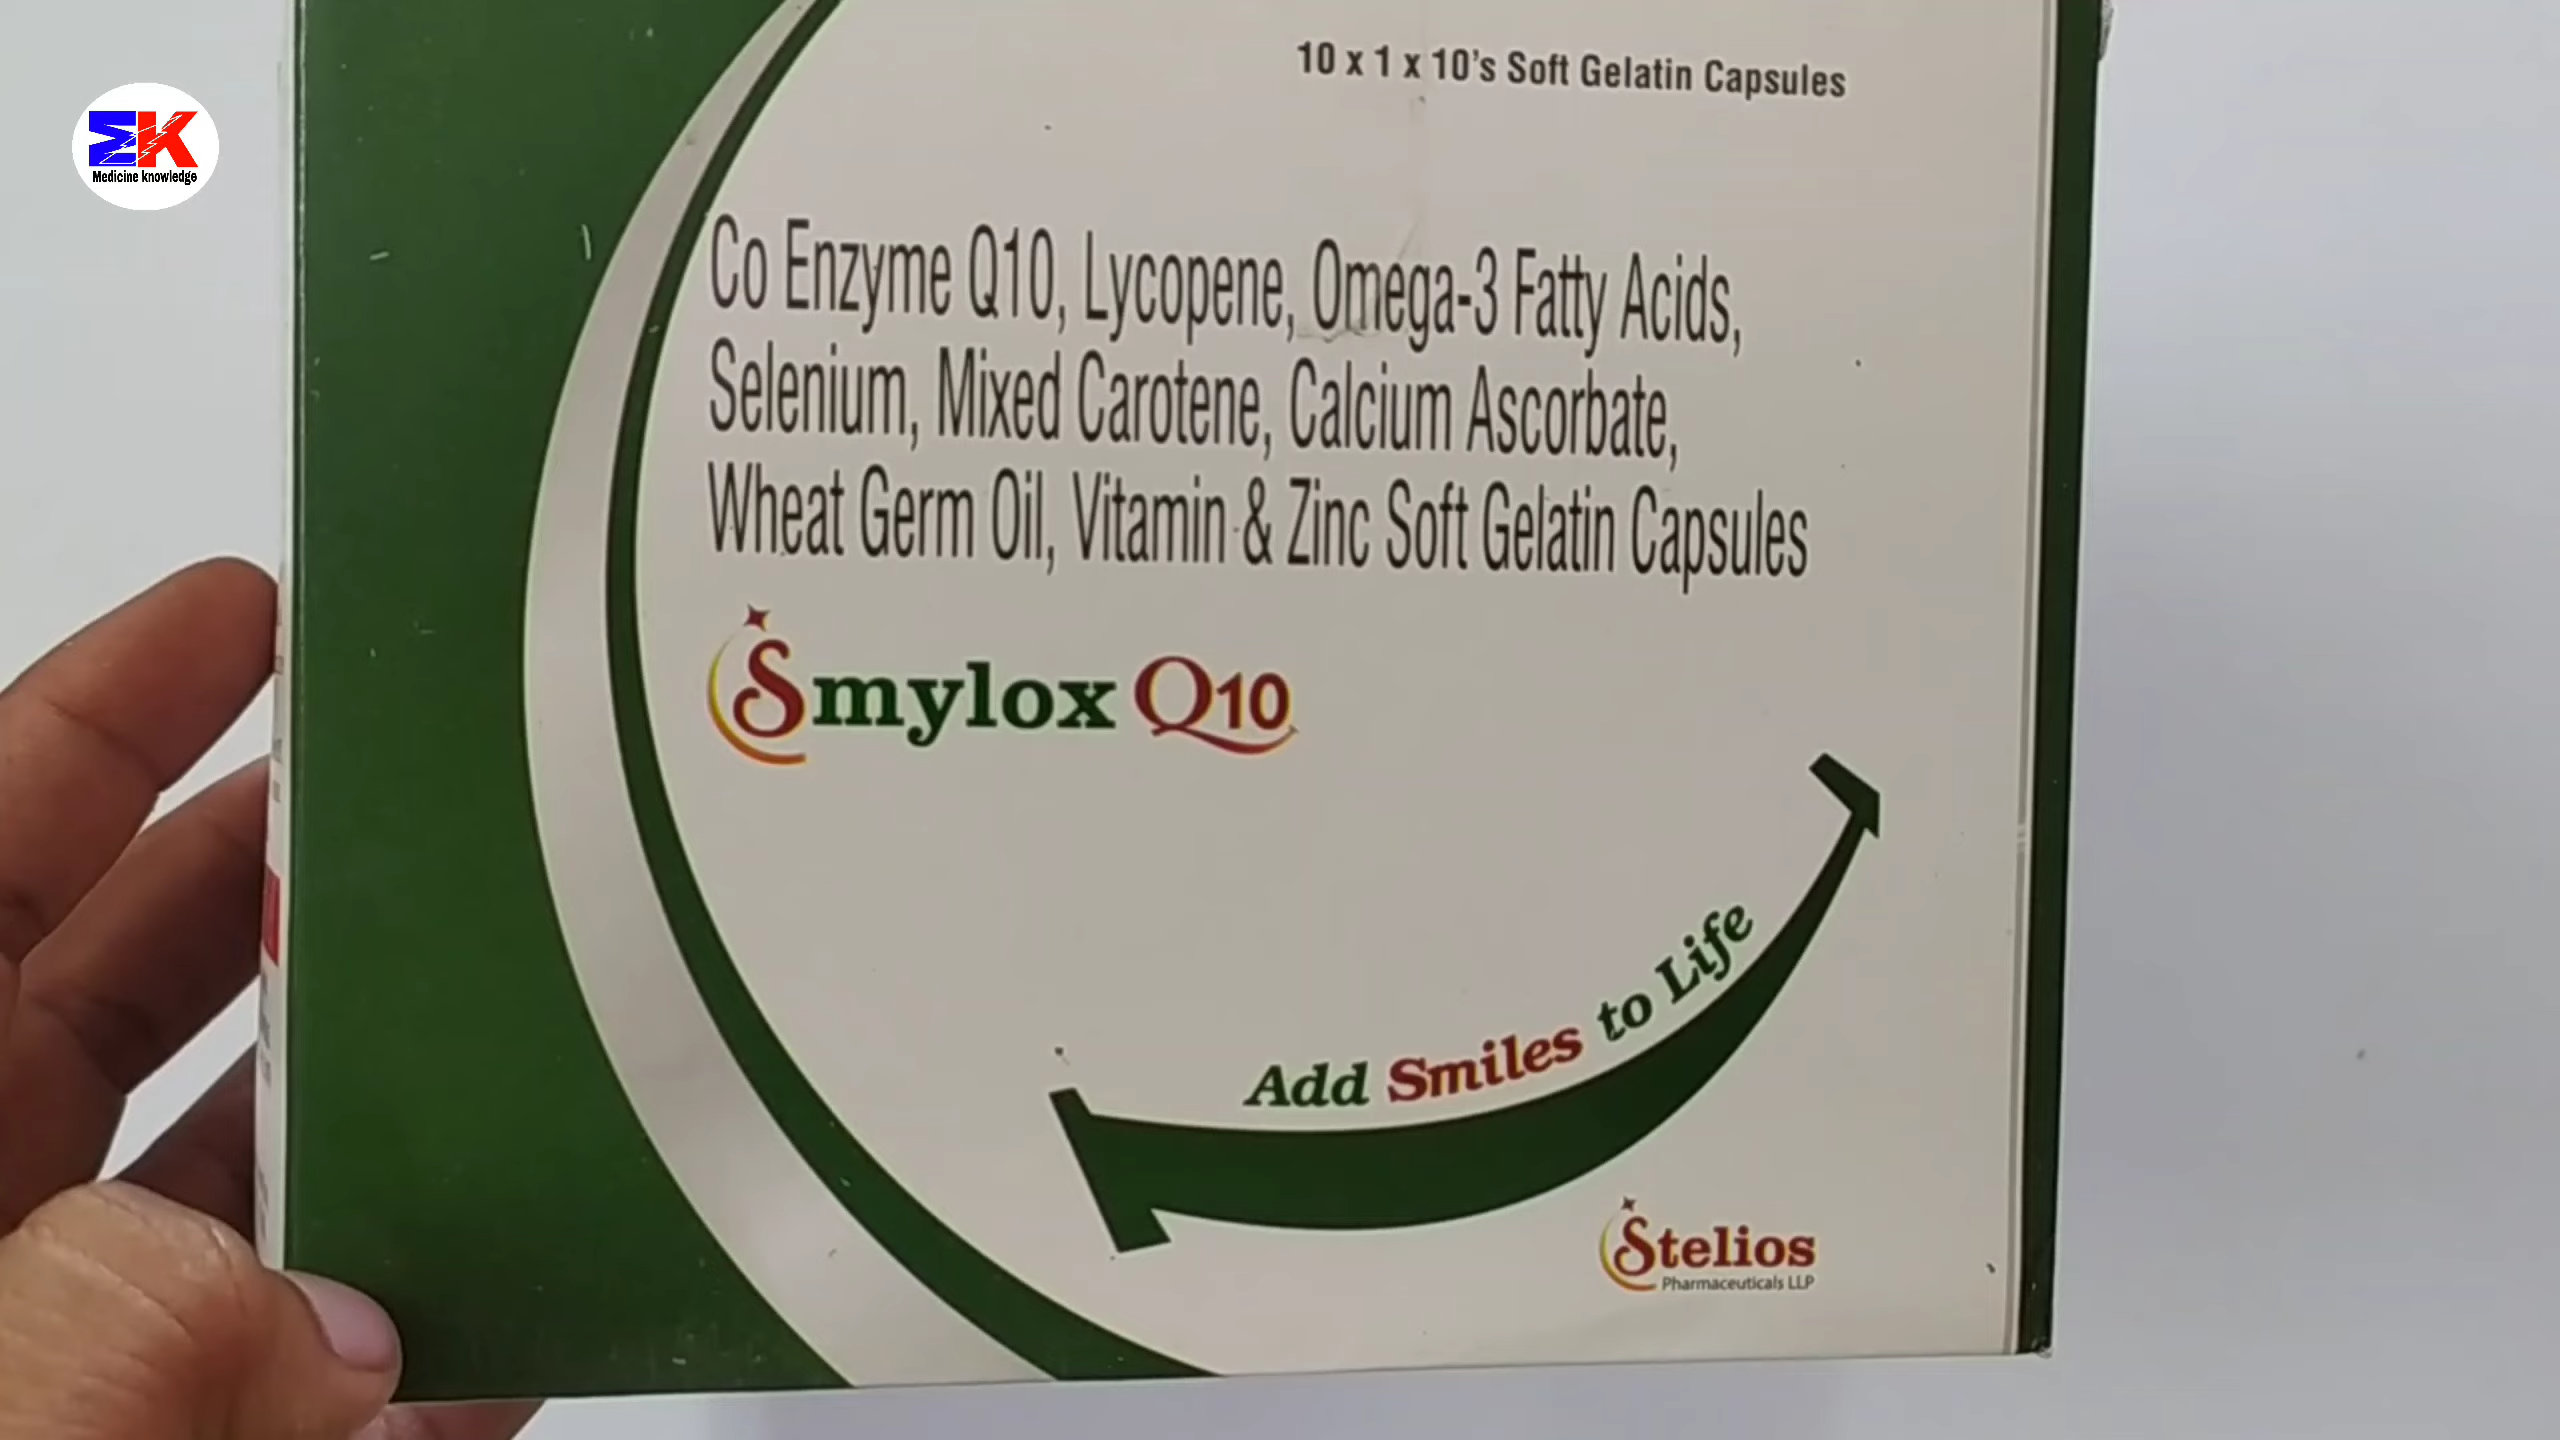 10 x 1 x 10's Soft Gelatin Capsules
Medicine knowledge
Co Enzyme Q10, Lycopene, Omega-3 Fatty Acids,
Selenium, Mixed Carotene, Calcium Ascorbate,
Wheat Germ Oil, Vitamin & Zinc Soft Gelatin Capsules
Smylox Q10
Add Smiles to Life
Stelios
Pharmaceuticals LLP